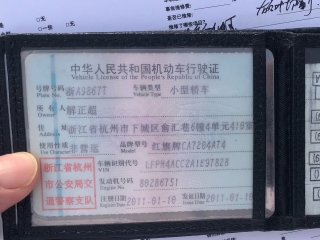 一无
中华人民共和国机动车行驶证
Vehicle License of the People's Republic of China
号牌号码 Plate No. 浙A9867T 车辆类型 Vehicle Type 小型轿车
所有人 Owner 解正超
住址 浙江省杭州市下城区俞汇巷6幢4单元410室
使用性质 Use Character 非营运 品牌型号 Model 红旗牌CA7204AT4
浙江省杭州市公安局交通警察支队
车辆识别代号 VIN LFPM4ACC2A1E97828
发动机号码 Engine No. 80286751
注册日期 Register Date 2011-01-10 发证日期 Issue Date 2011-01-10